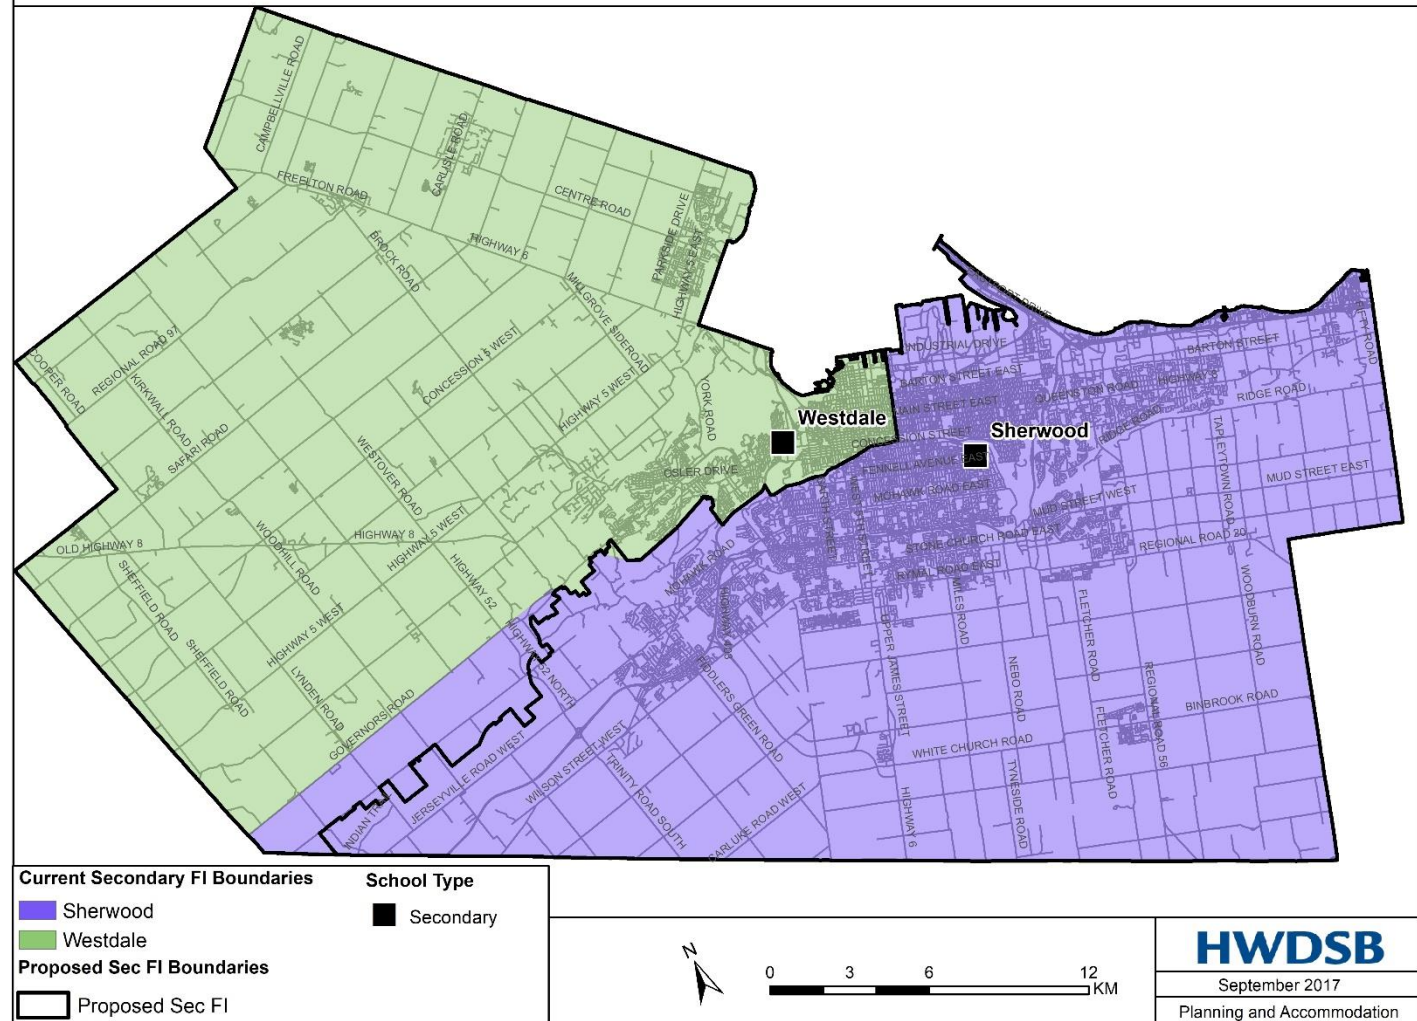 CAMPBELLVILLE ROAD
CARLISLE ROAD
FREELTON ROAD
CENTRE ROAD
PARKSIDE DRIVE
HIGHWAY 5 EAST
HIGHWAY 6
BROCK ROAD
MILLGROVE SIDEROAD
COOPER ROAD
REGIONAL ROAD 97
KIRKWALL ROAD
SAFARI ROAD
CONCESSION 5 WEST
HIGHWAY 5 WEST
YORK ROAD
WESTOVER ROAD
OSLER DRIVE
Westdale
INDUSTRIAL DRIVE
BARTON STREET EAST
MAIN STREET EAST
QUEENSTON ROAD
HIGHWAY 8
BARTON STREET
FIFTY ROAD
RIDGE ROAD
RIDGE ROAD
CONCESSION STREET
Sherwood
FENNELL AVENUE EAST
MOHAWK ROAD EAST
TAPLEYTOWN ROAD
MUD STREET WEST
MUD STREET EAST
STONE CHURCH ROAD EAST
REGIONAL ROAD 20
RYMAL ROAD EAST
OLD HIGHWAY 8
HIGHWAY 8
HIGHWAY 5 WEST
WOODHILL ROAD
HIGHWAY 52
SHEFFIELD ROAD
SHEFFIELD ROAD
HIGHWAY 5 WEST
LYNDEN ROAD
GOVERNORS ROAD
HIGHWAY 52 NORTH
MOHAWK ROAD
HIGHWAY 403
FIDDLERS GREEN ROAD
UPPER JAMES STREET
MILES ROAD
FLETCHER ROAD
WOODBURN ROAD
NEBO ROAD
REGIONAL ROAD 56
BINBROOK ROAD
FLETCHER ROAD
WHITE CHURCH ROAD
TYNESIDE ROAD
HIGHWAY 6
JERSEYVILLE ROAD WEST
WILSON STREET WEST
TRINITY ROAD SOUTH
CARLUKE ROAD WEST
INDIAN TRAIL
Current Secondary FI Boundaries
Sherwood
Westdale
Proposed Sec FI Boundaries
Proposed Sec FI
School Type
Secondary
N
0 3 6 12
KM
HWDSB
September 2017
Planning and Accommodation